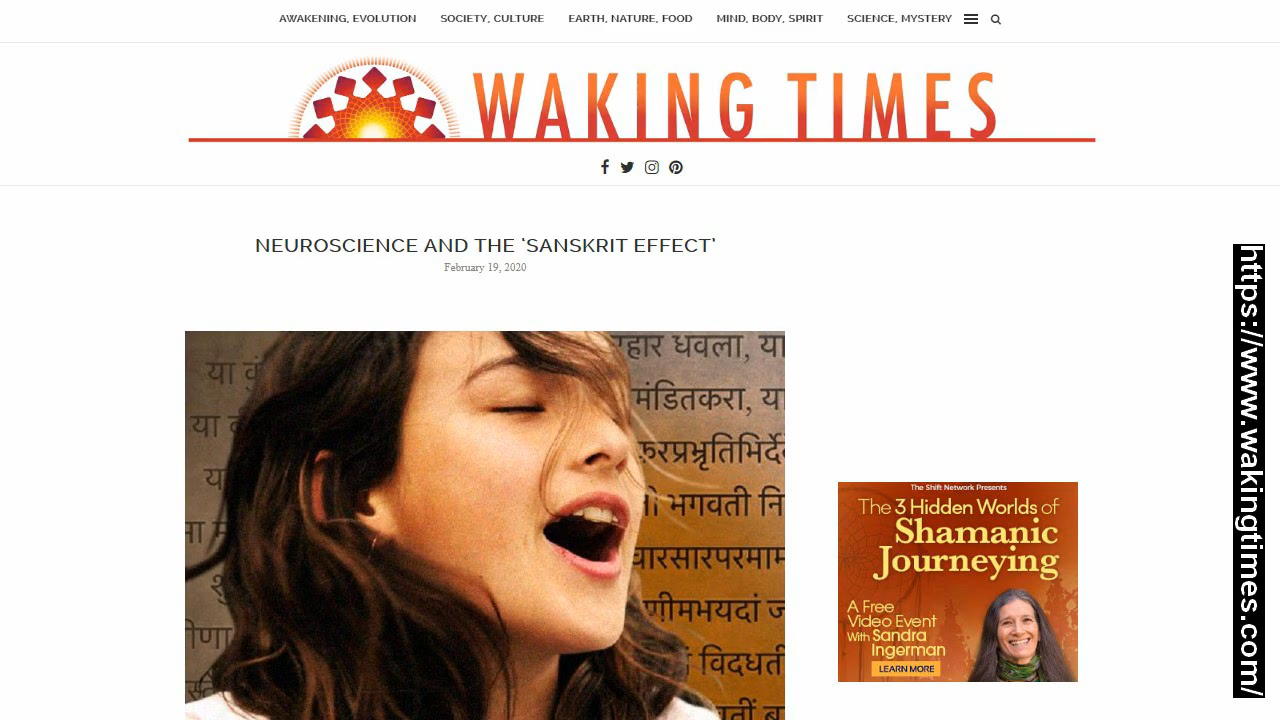 AWAKENING, EVOLUTION SOCIETY, CULTURE EARTH, NATURE, FOOD MIND, BODY, SPIRIT SCIENCE, MYSTERY
WAKING TIMES
NEUROSCIENCE AND THE 'SANSKRIT EFFECT'
February 19, 2020
हार धवला, या
या
मंडितकरा, य
या
भगवती नि
णीमभयदां
विदधती
The Shift Network Presents
The 3 Hidden Worlds of
Shamanic
Journeying
A Free
Video Event
With Sandra
Ingerman
LEARN MORE
https://www.wakingtimes.com/